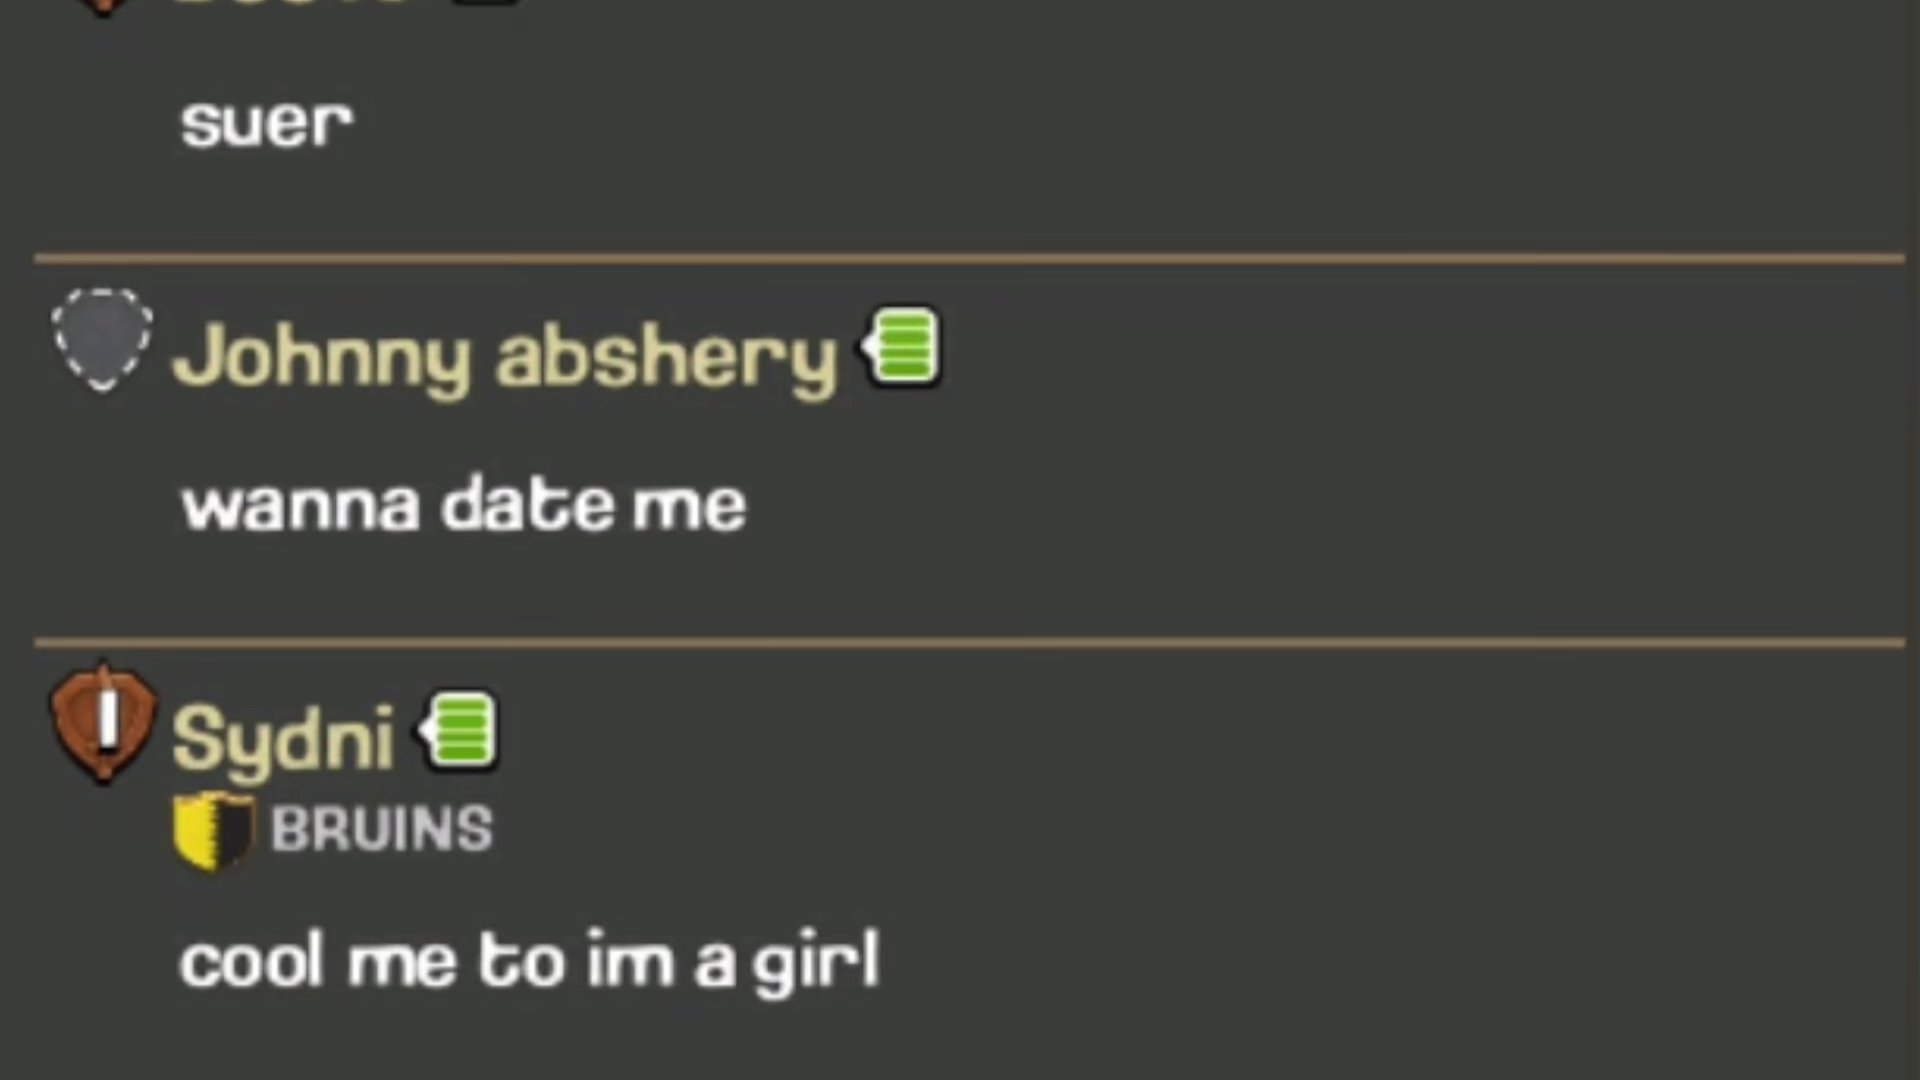 suer
Johnny abshery
wanna date me
Sydni
BRUINS
cool me to im a girl